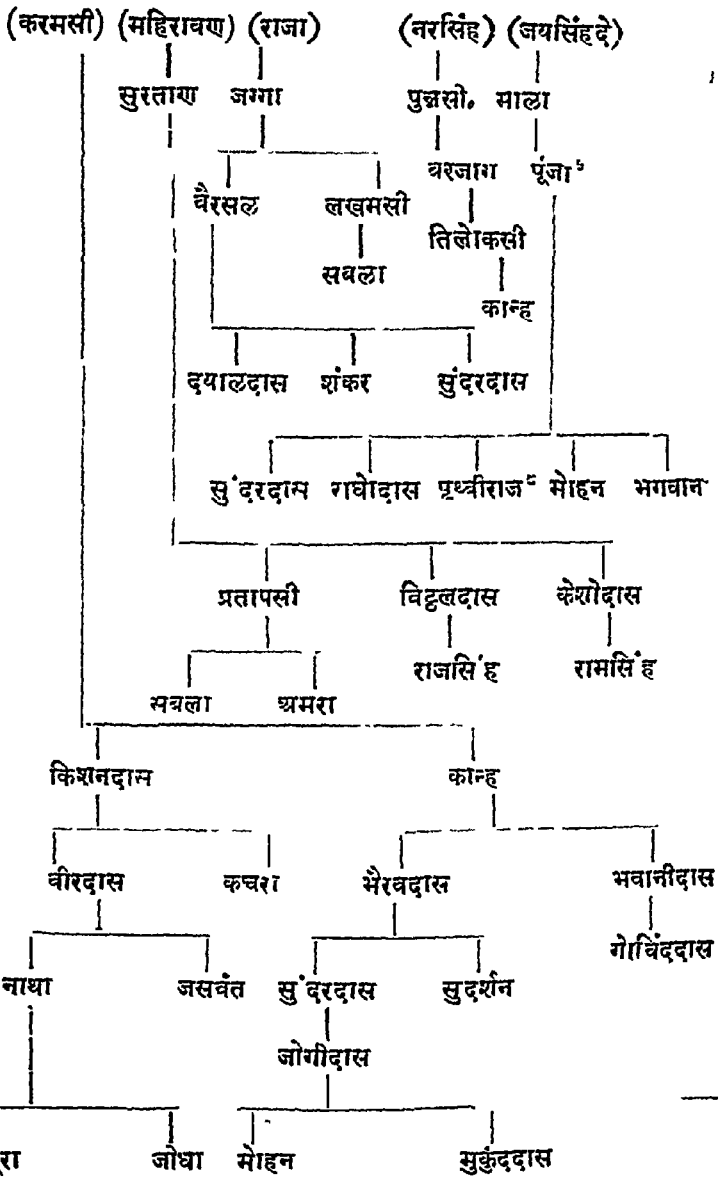 (करमसी) (महिरावण) (राजा) (नरसिंह) (जयसिंहदे)
सुरताण जग्गा पुन्नसी. माला
वरजाग पूंजा५
वैरसल लखमसी
तिलोकसी
सबला
कान्ह
दयालदास शंकर सुंदरदास
सुंदरदास राघोदास पृथ्वीराज८ मोहन भगवान
प्रतापसी विट्ठलदास केशोदास
राजसिंह रामसिंह
सबला अमरा
किशनदास कान्ह
वीरदास कचरा भैरवदास भवानीदास
गोविंददास
नाथा जसवंत सुंदरदास सुदर्शन
जोगीदास
जोधा मोहन मुकुंददास